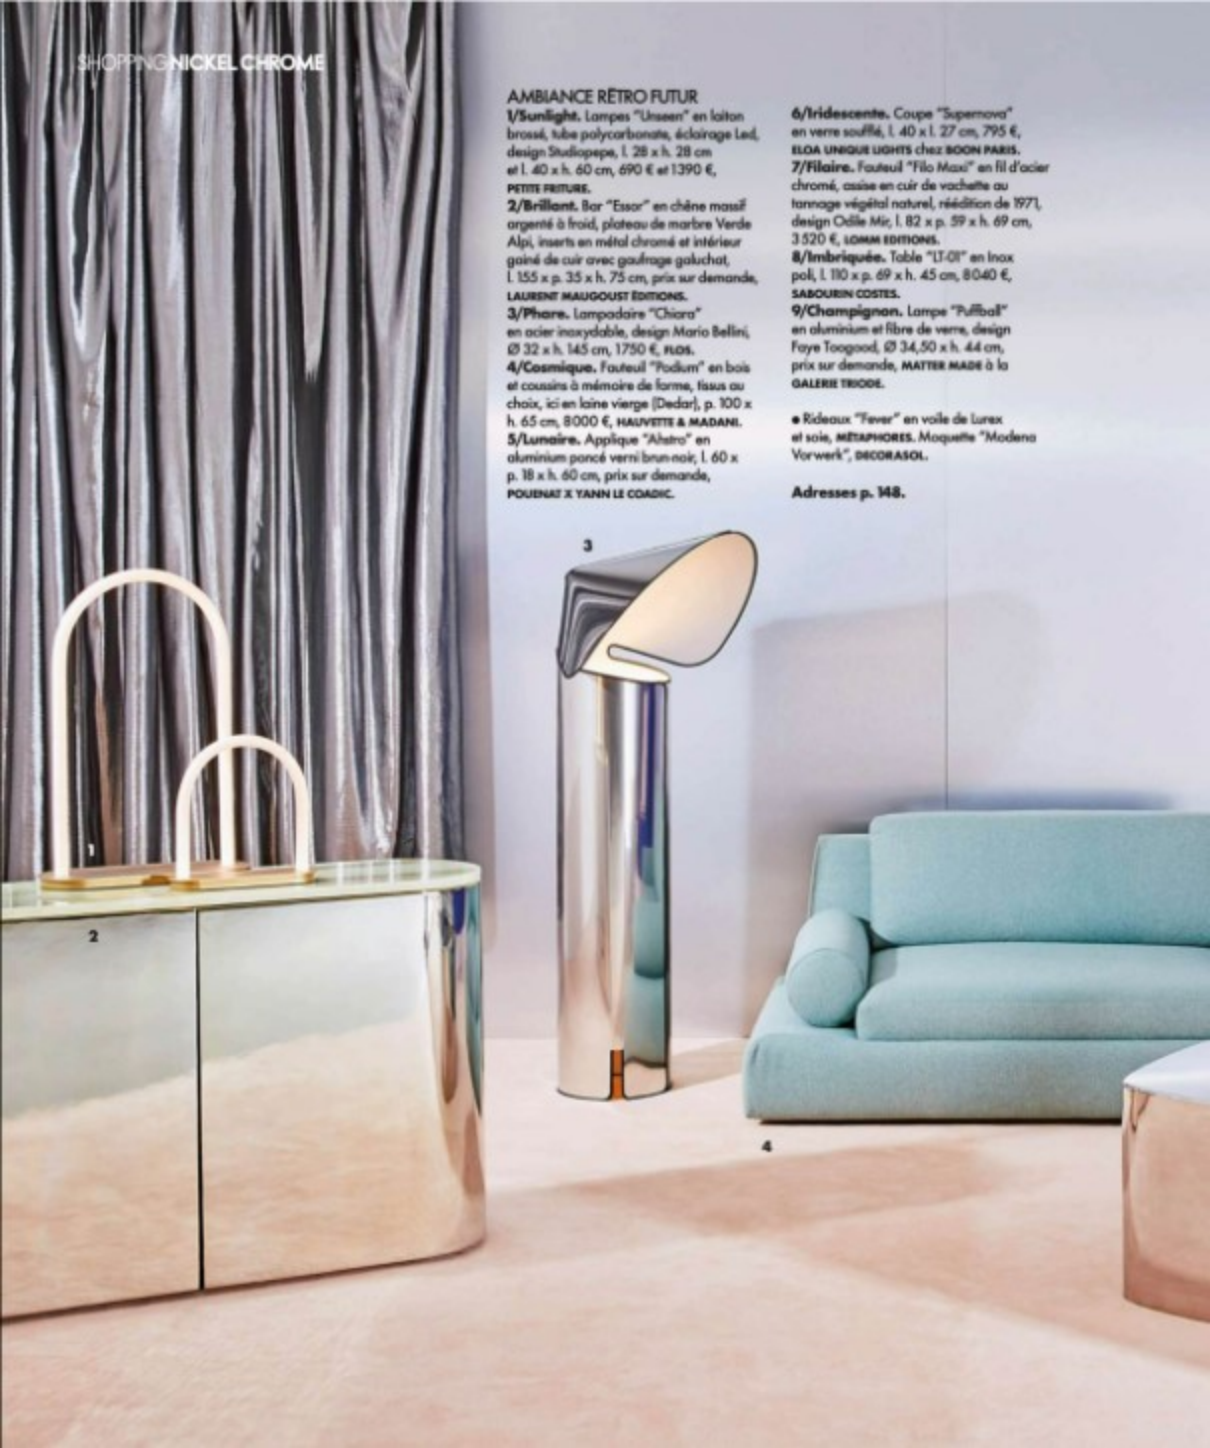 SHOPPING NICKEL CHROME
AMBIANCE RÉTRO FUTUR
1/Sunlight. Lampes "Unseen" en laiton
brossé, tube polycarbonate, éclairage Led,
design Studiopepe, l. 28 x h. 28 cm
et l. 40 x h. 60 cm, 690 € et 1390 €,
PETITE FRITURE.
2/Brillant. Bar "Essor" en chêne massif
argenté à froid, plateau de marbre Verde
Alpi, inserts en métal chromé et intérieur
gainé de cuir avec gaufrage galuchat,
l. 155 x p. 35 x h. 75 cm, prix sur demande,
LAURENT MAUGOUST ÉDITIONS.
3/Phare. Lampadaire "Chiara"
en acier inoxydable, design Mario Bellini,
Ø 32 x h. 145 cm, 1750 €, FLOS.
4/Cosmique. Fauteuil "Podium" en bois
et coussins à mémoire de forme, tissus au
choix, ici en laine vierge (Dedar), p. 100 x
h. 65 cm, 8000 €, HAUVETTE & MADANI.
5/Lunaire. Applique "Ahstro" en
aluminium poncé verni brun-noir, l. 60 x
p. 18 x h. 60 cm, prix sur demande,
POUENAT X YANN LE COADIC.
6/Iridescente. Coupe "Supernova"
en verre soufflé, l. 40 x l. 27 cm, 795 €,
ELOA UNIQUE LIGHTS chez BOON PARIS.
7/Filaire. Fauteuil "Filo Maxi" en fil d'acier
chromé, assise en cuir de vachette au
tannage végétal naturel, réédition de 1971,
design Odile Mir, l. 82 x p. 59 x h. 69 cm,
3520 €, LOMM EDITIONS.
8/Imbriquée. Table "LT-01" en Inox
poli, l. 110 x p. 69 x h. 45 cm, 8040 €,
SABOURIN COSTES.
9/Champignon. Lampe "Puffball"
en aluminium et fibre de verre, design
Faye Toogood, Ø 34,50 x h. 44 cm,
prix sur demande, MATTER MADE à la
GALERIE TRIODE.
● Rideaux "Fever" en voile de Lurex
et soie, MÉTAPHORES. Moquette "Modena
Vorwerk", DECORASOL.
Adresses p. 148.
3
1
2
4